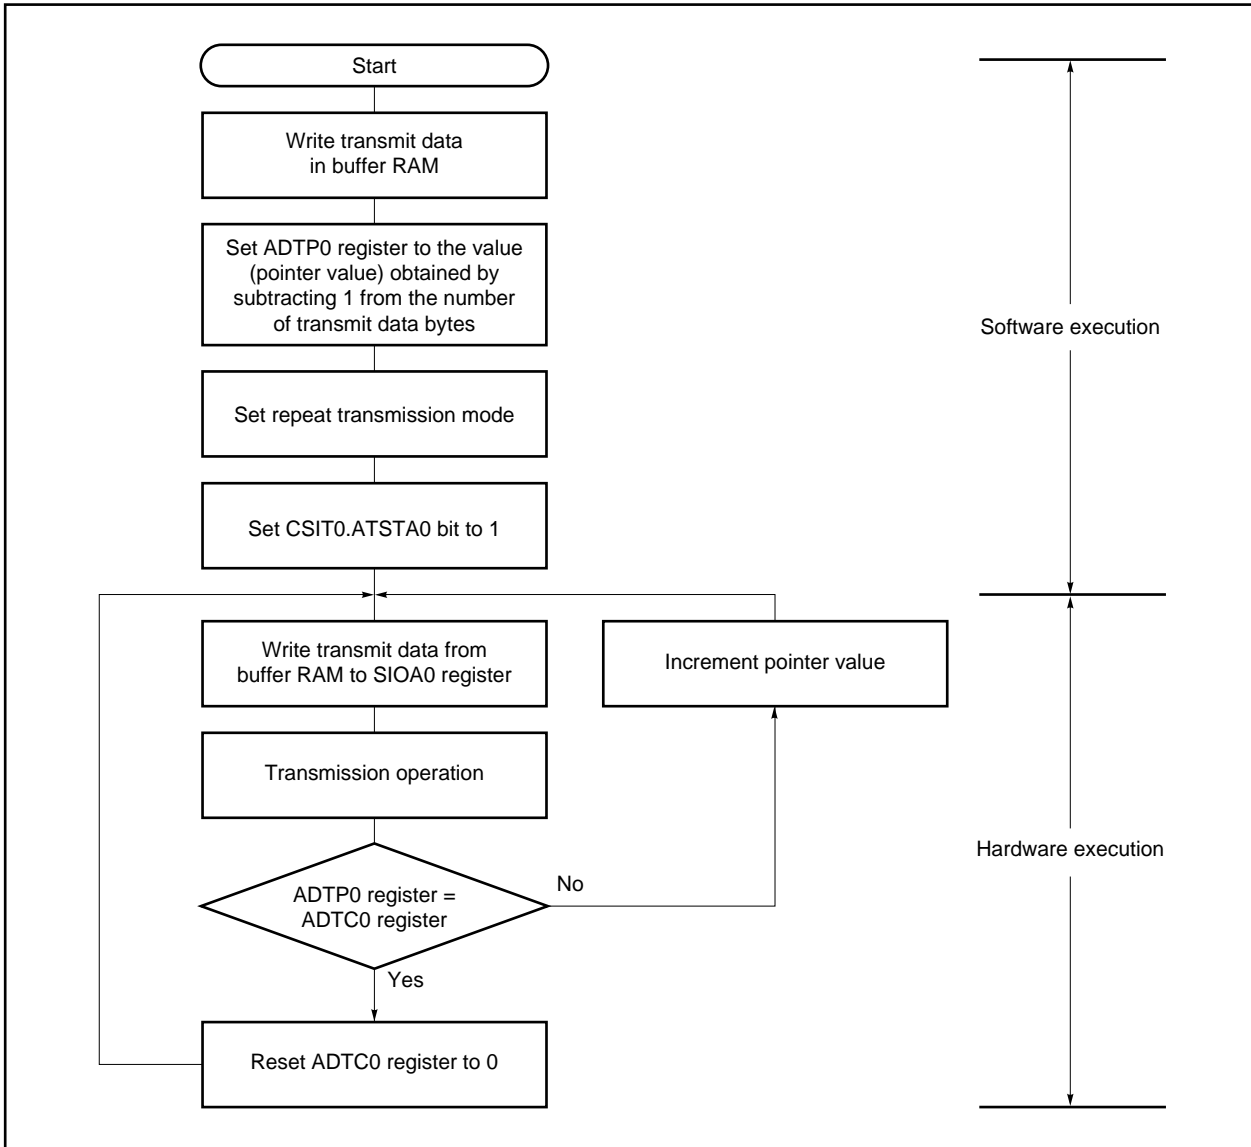 Start
Write transmit data
in buffer RAM
Set ADTP0 register to the value
(pointer value) obtained by
subtracting 1 from the number
of transmit data bytes
Software execution
Set repeat transmission mode
Set CSIT0.ATSTA0 bit to 1
Write transmit data from
buffer RAM to SIOA0 register
Increment pointer value
Transmission operation
Hardware execution
ADTP0 register =
ADTC0 register
No
Yes
Reset ADTC0 register to 0